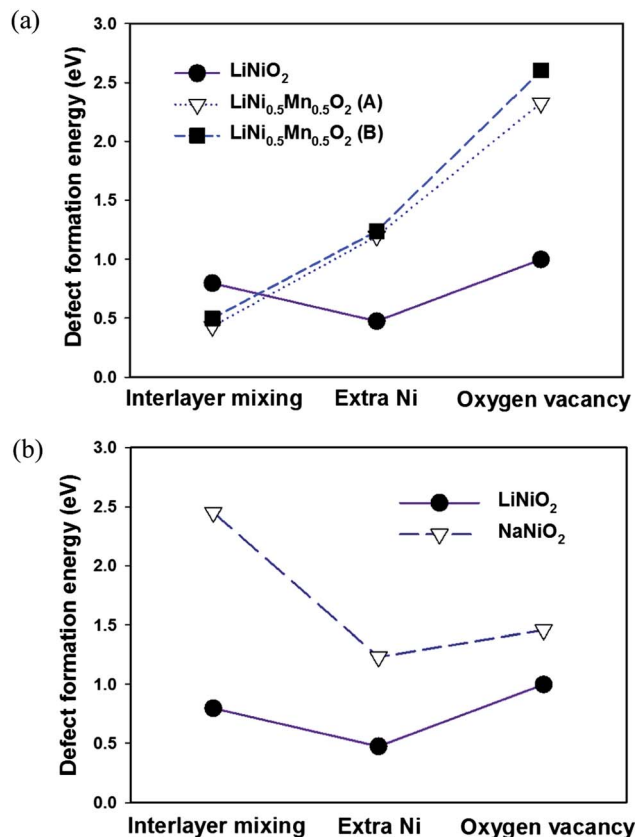 (a)
Defect formation energy (eV)
3.0
2.5
2.0
1.5
1.0
0.5
0.0
LiNiO₂
LiNi₀.₅Mn₀.₅O₂ (A)
LiNi₀.₅Mn₀.₅O₂ (B)
Interlayer mixing Extra Ni Oxygen vacancy
(b)
Defect formation energy (eV)
3.0
2.5
2.0
1.5
1.0
0.5
0.0
LiNiO₂
NaNiO₂
Interlayer mixing Extra Ni Oxygen vacancy